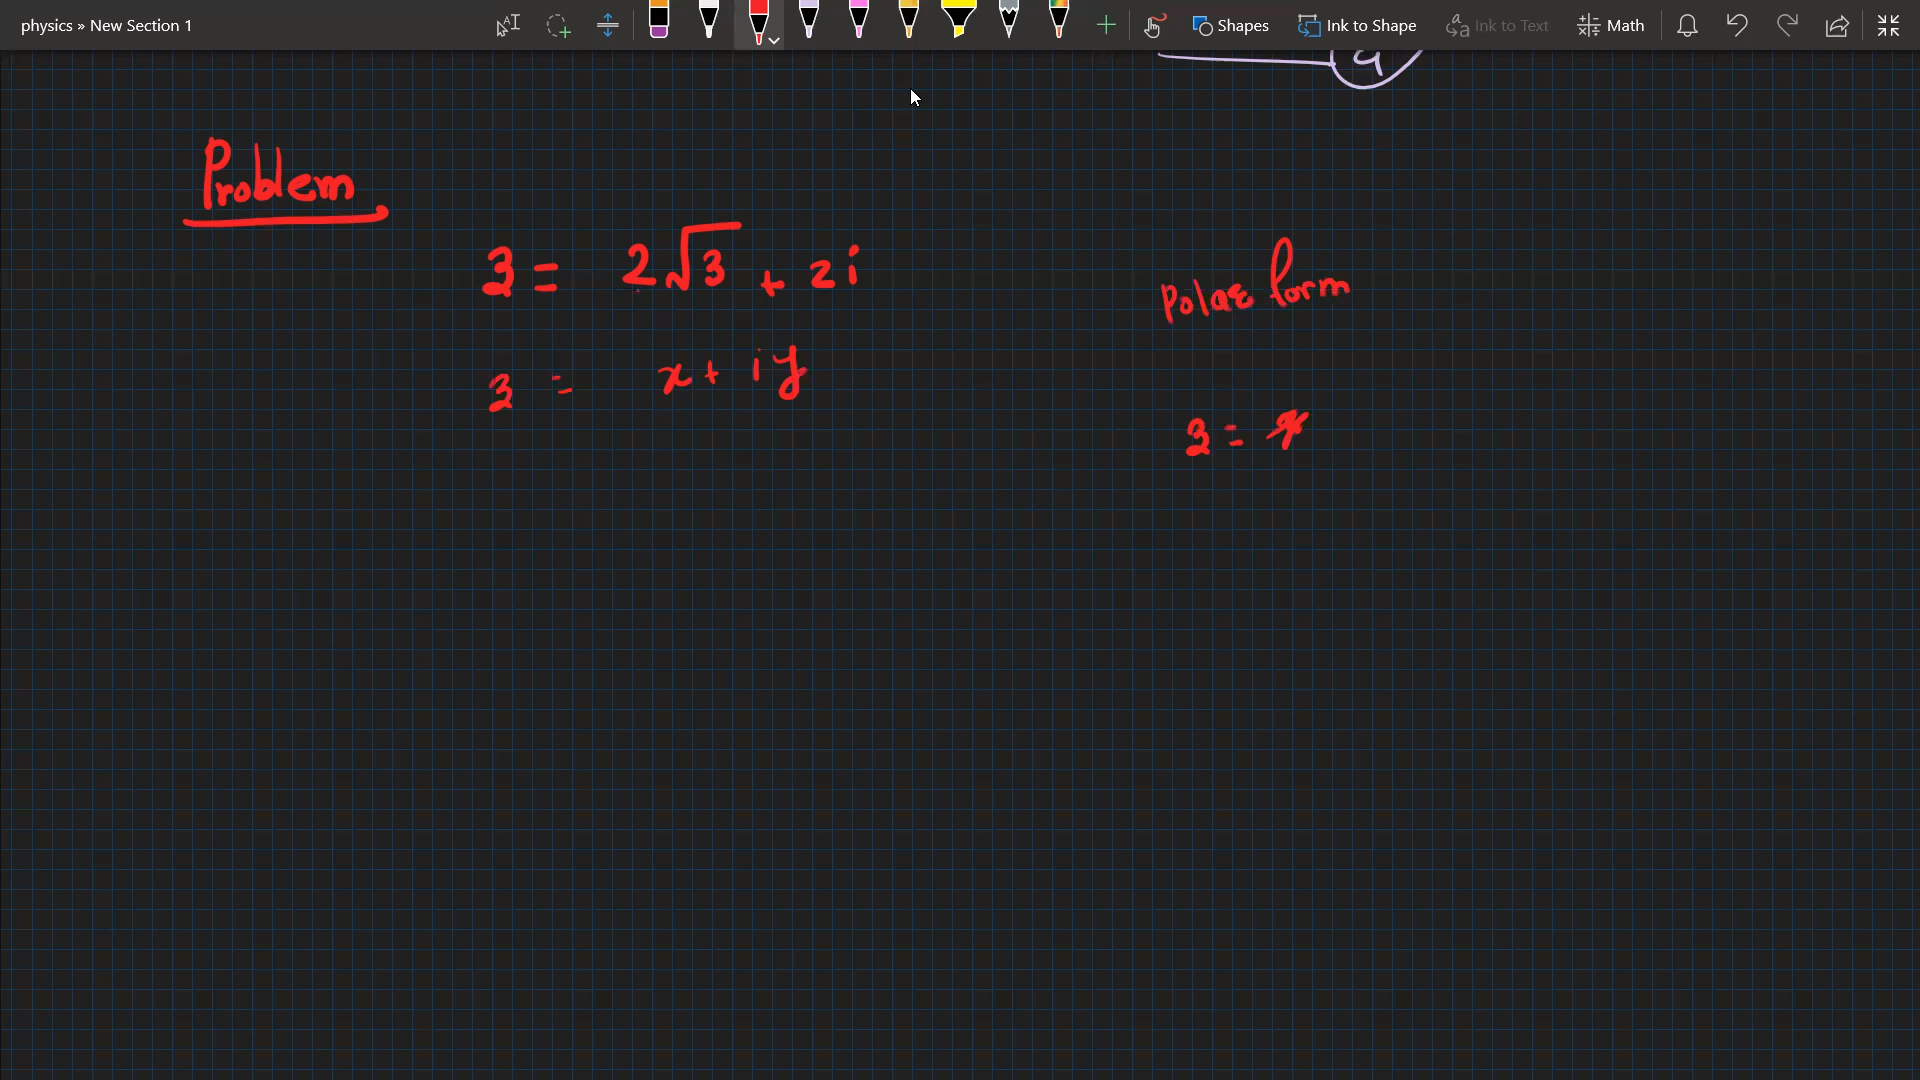 physics » New Section 1
Shapes
Ink to Shape
Ink to Text
Math
Problem
z = 2√3 + 2i
Polar form
z = x + iy
z =